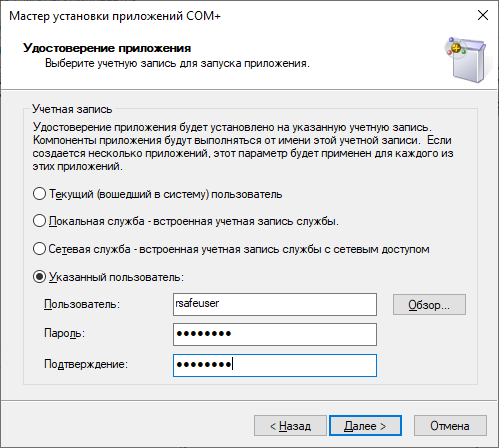 Мастер установки приложений COM+
Удостоверение приложения
Выберите учетную запись для запуска приложения.
Учетная запись
Удостоверение приложения будет установлено на указанную учетную запись.
Компоненты приложения будут выполняться от имени этой учетной записи. Если
создается несколько приложений, этот параметр будет применен для каждого из
этих приложений.
Текущий (вошедший в систему) пользователь
Локальная служба - встроенная учетная запись службы.
Сетевая служба - встроенная учетная запись службы с сетевым доступом
Указанный пользователь:
Пользователь: rsafeuser Обзор...
Пароль: ●●●●●●●●
Подтверждение: ●●●●●●●●
< Назад Далее > Отмена